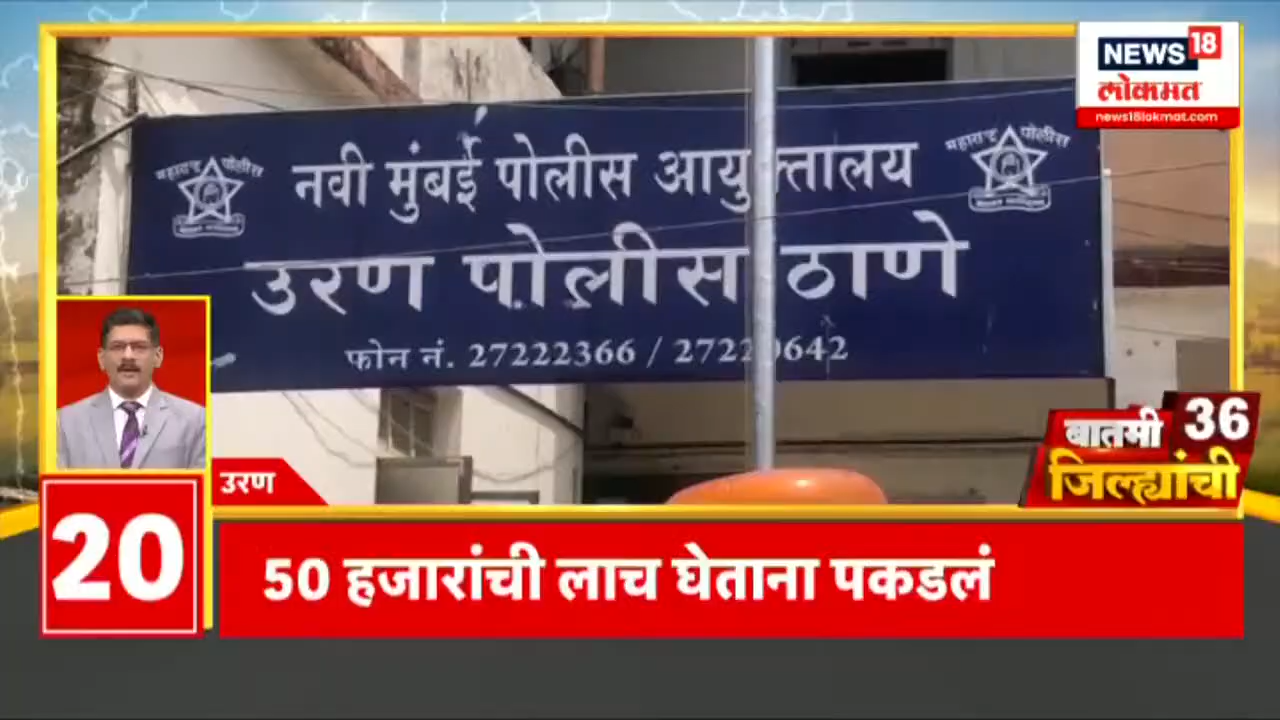 NEWS 18
लोकमत
news18lokmat.com
महाराष्ट्र पोलीस
महाराष्ट्र पोलीस
नवी मुंबई पोलीस आयुक्तालय
उरण पोलीस ठाणे
फोन नं. 27222366 /
बातमी 36
जिल्ह्यांची
उरण
20
50 हजारांची लाच घेताना पकडलं